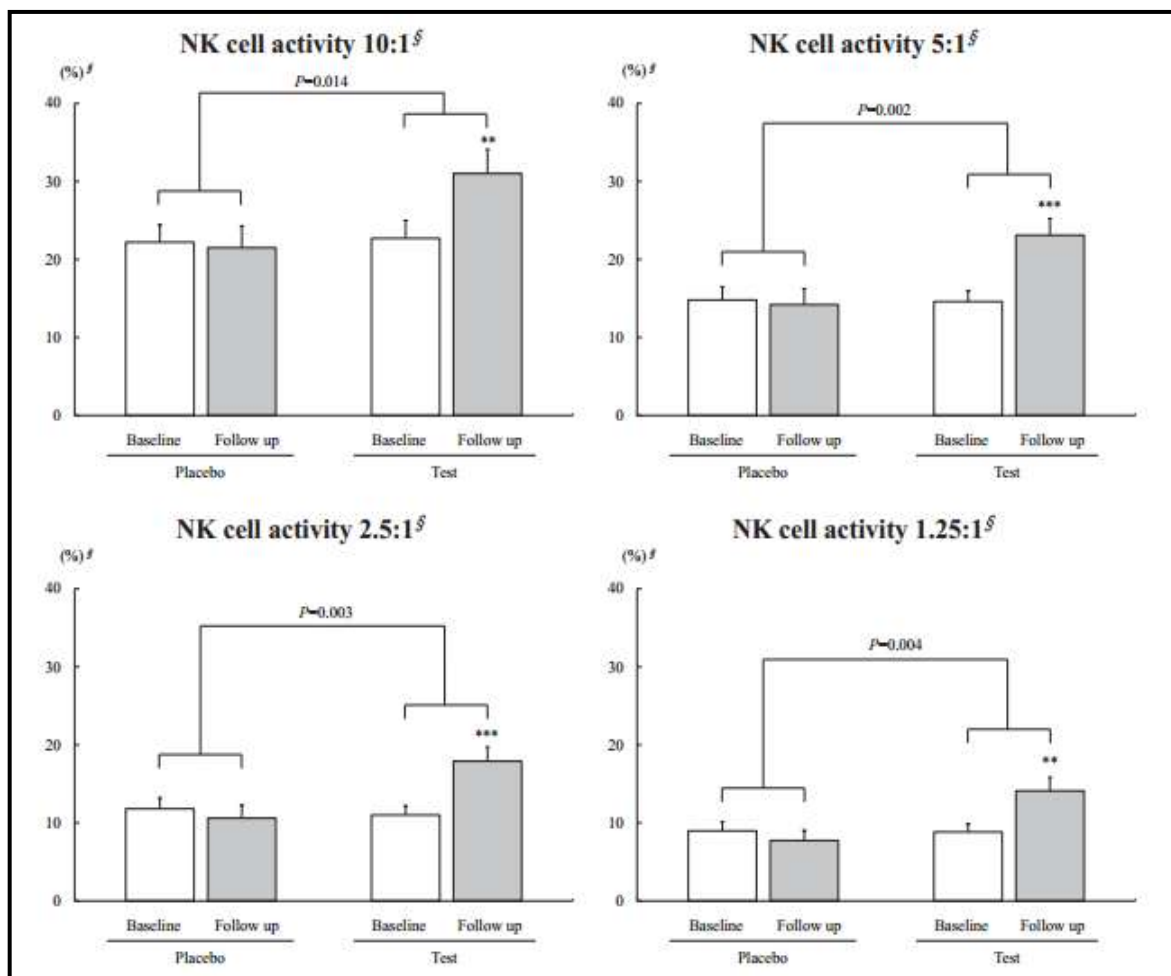 NK cell activity 10:1§
(%)§
P=0.014
40
**
30
20
10
0
Baseline Follow up Baseline Follow up
Placebo Test
NK cell activity 5:1§
(%)§
40
P=0.002
30
***
20
10
0
Baseline Follow up Baseline Follow up
Placebo Test
NK cell activity 2.5:1§
(%)§
40
P=0.003
30
20
***
10
0
Baseline Follow up Baseline Follow up
Placebo Test
NK cell activity 1.25:1§
(%)§
40
P=0.004
30
20
**
10
0
Baseline Follow up Baseline Follow up
Placebo Test